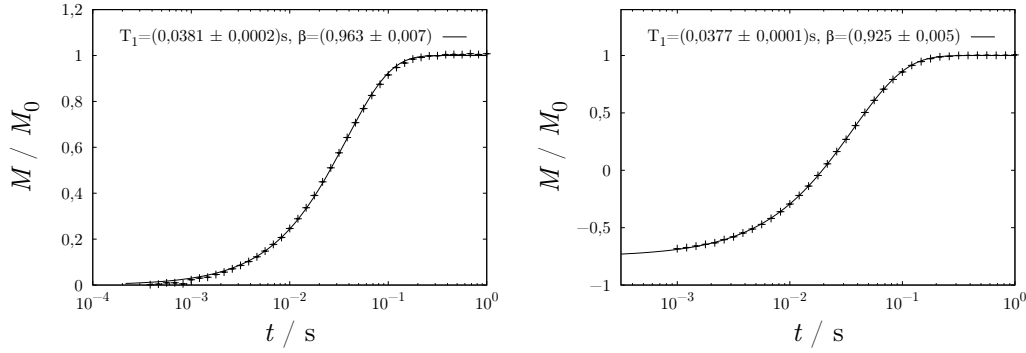 T₁=(0,0381 ± 0,0002)s, β=(0,963 ± 0,007)
1,2
1
0,8
0,6
0,4
0,2
0
M / M₀
10⁻⁴ 10⁻³ 10⁻² 10⁻¹ 10⁰
t / s
T₁=(0,0377 ± 0,0001)s, β=(0,925 ± 0,005)
1
0,5
0
−0,5
−1
M / M₀
10⁻³ 10⁻² 10⁻¹ 10⁰
t / s